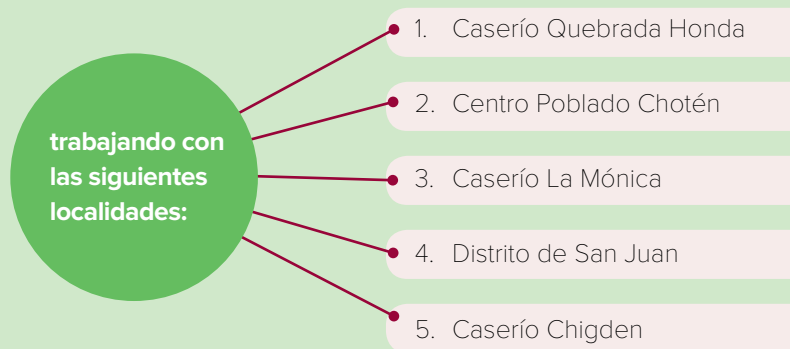 trabajando con
las siguientes
localidades:
1. Caserío Quebrada Honda
2. Centro Poblado Chotén
3. Caserío La Mónica
4. Distrito de San Juan
5. Caserío Chigden